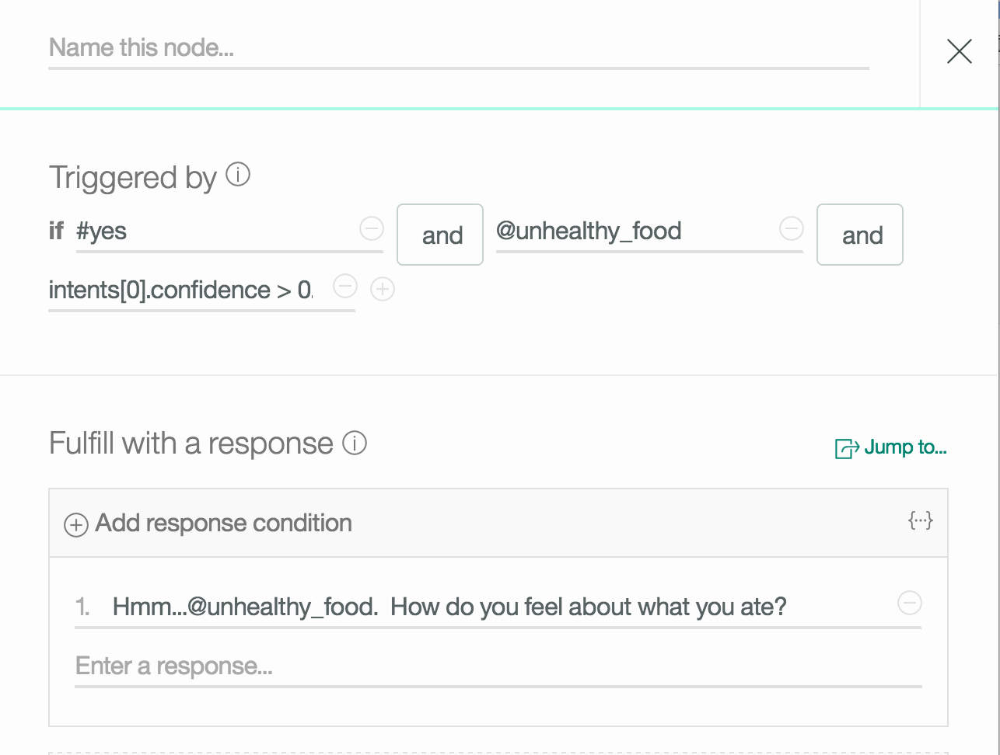 Name this node...
Triggered by
if #yes and @unhealthy_food and
intents[0].confidence > 0.
Fulfill with a response
Jump to...
Add response condition {...}
1. Hmm...@unhealthy_food.  How do you feel about what you ate?
Enter a response...